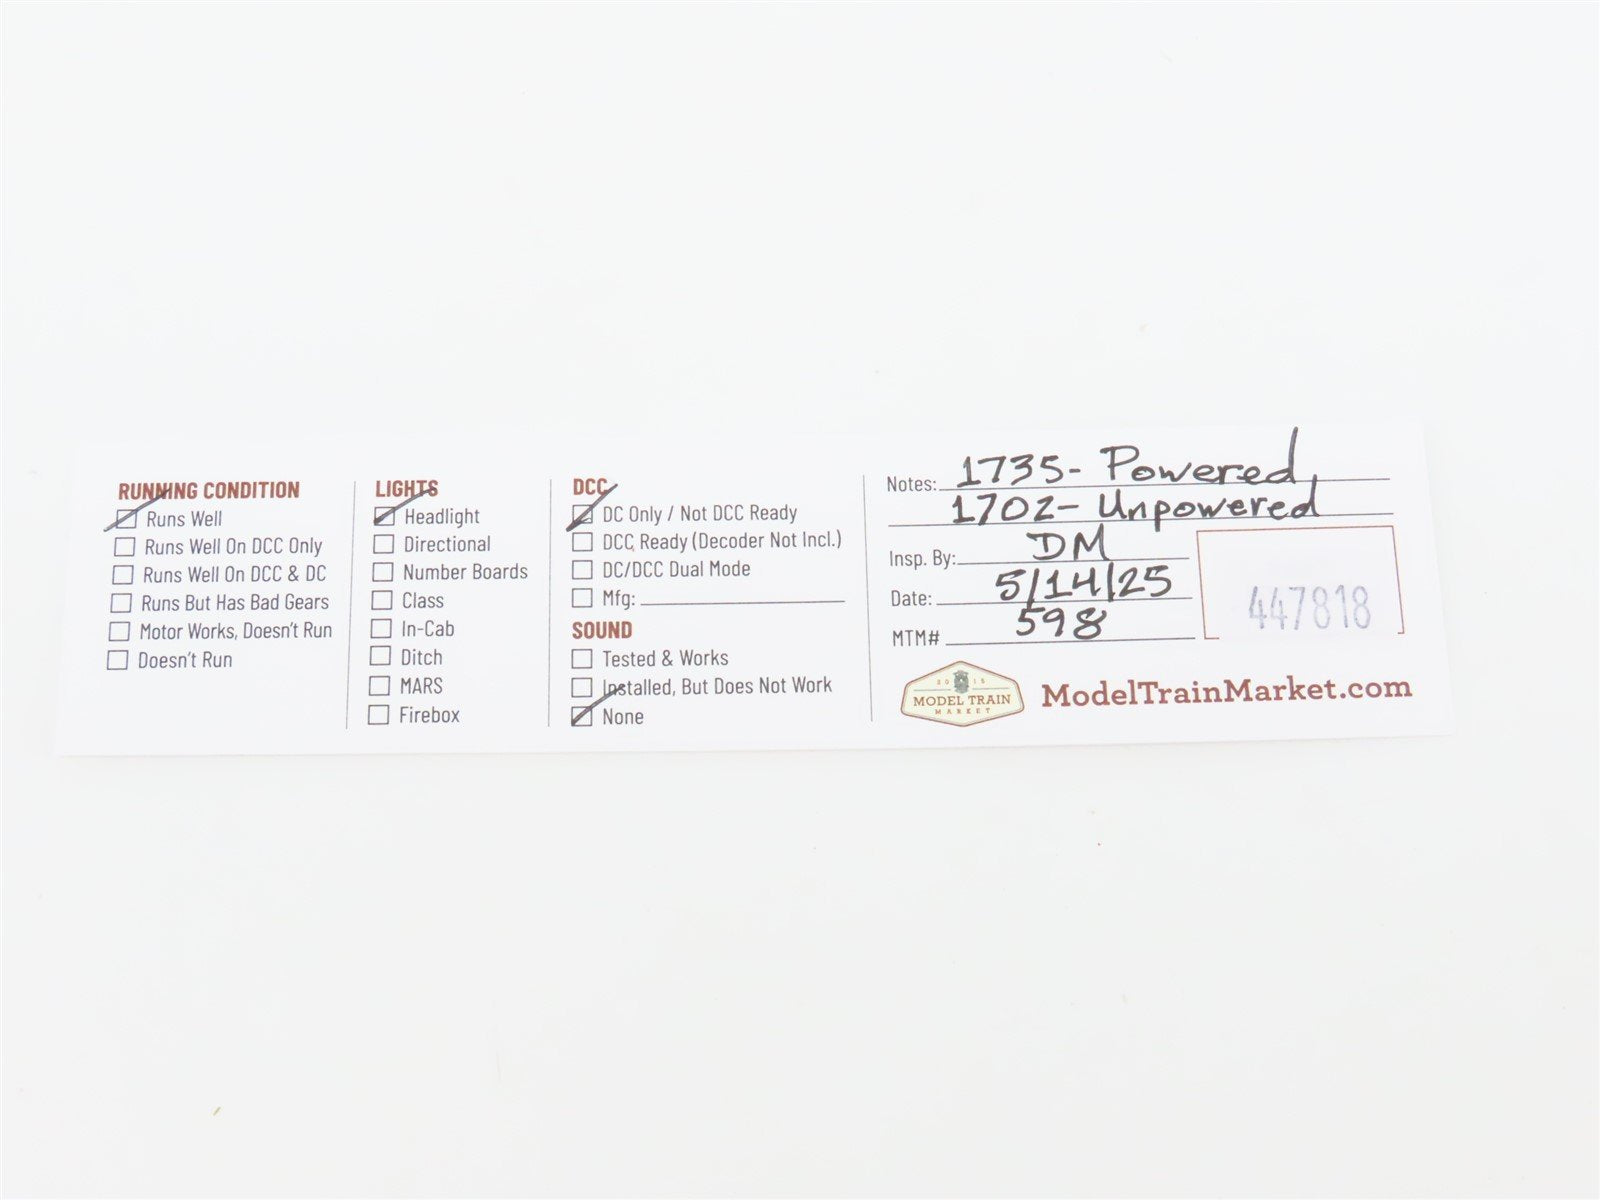 RUNNING CONDITION
Runs Well
Runs Well On DCC Only
Runs Well On DCC & DC
Runs But Has Bad Gears
Motor Works, Doesn't Run
Doesn't Run
LIGHTS
Headlight
Directional
Number Boards
Class
In-Cab
Ditch
MARS
Firebox
DCC
DC Only / Not DCC Ready
DCC Ready (Decoder Not Incl.)
DC/DCC Dual Mode
Mfg:
SOUND
Tested & Works
Installed, But Does Not Work
None
Notes: 1735- Powered,
1702- Unpowered
Insp. By: DM
Date: 5/14/25
MTM# 598
447818
2015
MODEL TRAIN
MARKET
ModelTrainMarket.com